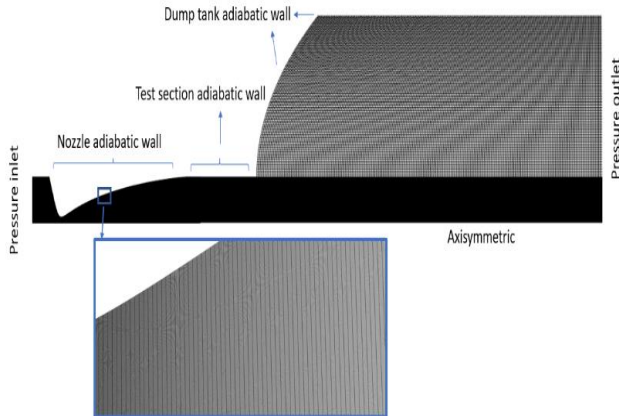 Dump tank adiabatic wall
Test section adiabatic wall
Nozzle adiabatic wall
Pressure inlet
Pressure outlet
Axisymmetric